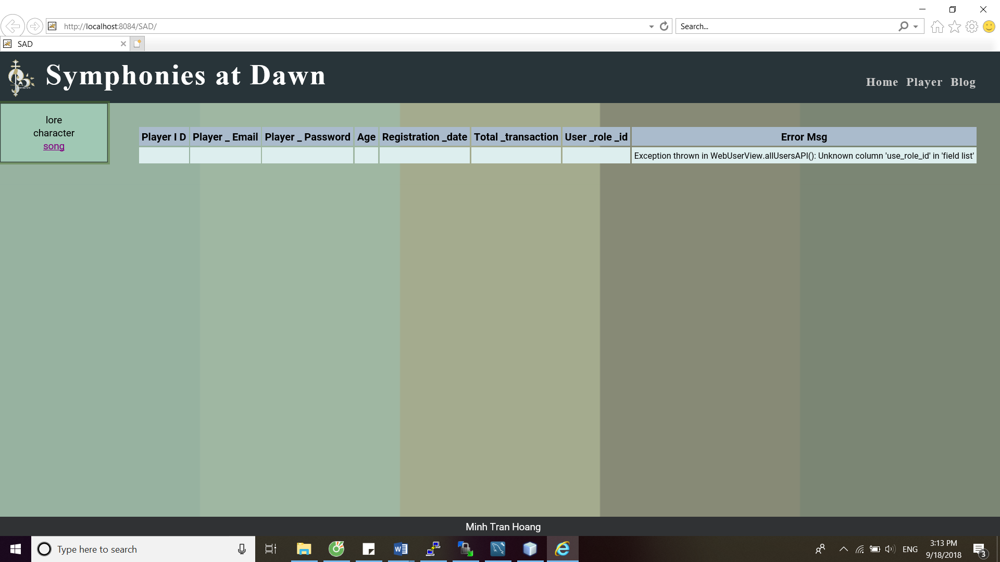 http://localhost:8084/SAD/
Search...
SAD
Symphonies at Dawn
Home Player Blog
lore
character
song
Player I D Player _ Email Player _ Password Age Registration _date Total _transaction User _role _id Error Msg
Exception thrown in WebUserView.allUsersAPI(): Unknown column 'use_role_id' in 'field list'
Minh Tran Hoang
Type here to search
ENG
3:13 PM
9/18/2018
3